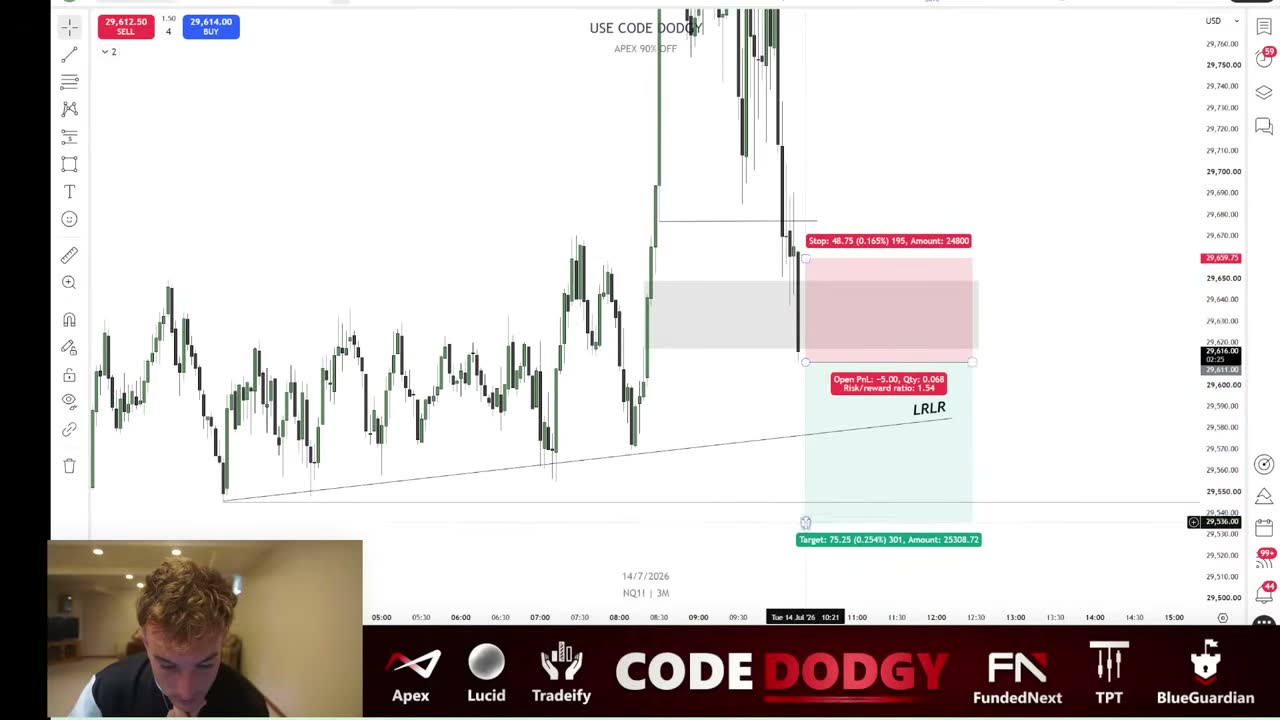 29,612.50
SELL
1.50
4
29,614.00
BUY
2
USE CODE DODGY
APEX 90% OFF
USD
29,760.00
29,750.00
29,740.00
29,730.00
29,720.00
29,710.00
29,700.00
29,690.00
29,680.00
29,670.00
29,659.75
29,650.00
29,640.00
29,630.00
29,620.00
29,616.00
02:25
29,611.00
29,600.00
29,590.00
29,580.00
29,570.00
29,560.00
29,550.00
29,540.00
29,536.00
29,530.00
29,520.00
29,510.00
29,500.00
59
99+
44
Stop: 48.75 (0.165%) 195, Amount: 24800
Open PnL: −5.00, Qty: 0.068
Risk/reward ratio: 1.54
LRLR
Target: 75.25 (0.254%) 301, Amount: 25308.72
14/7/2026
NQ1! | 3M
05:00 05:30 06:00 06:30 07:00 07:30 08:00 08:30 09:00 09:30 Tue 14 Jul '26 10:21 11:00 11:30 12:00 12:30 13:00 13:30 14:00 14:30 15:00
Apex
Lucid
Tradeify
CODE DODGY
FN
FundedNext
TPT
BlueGuardian